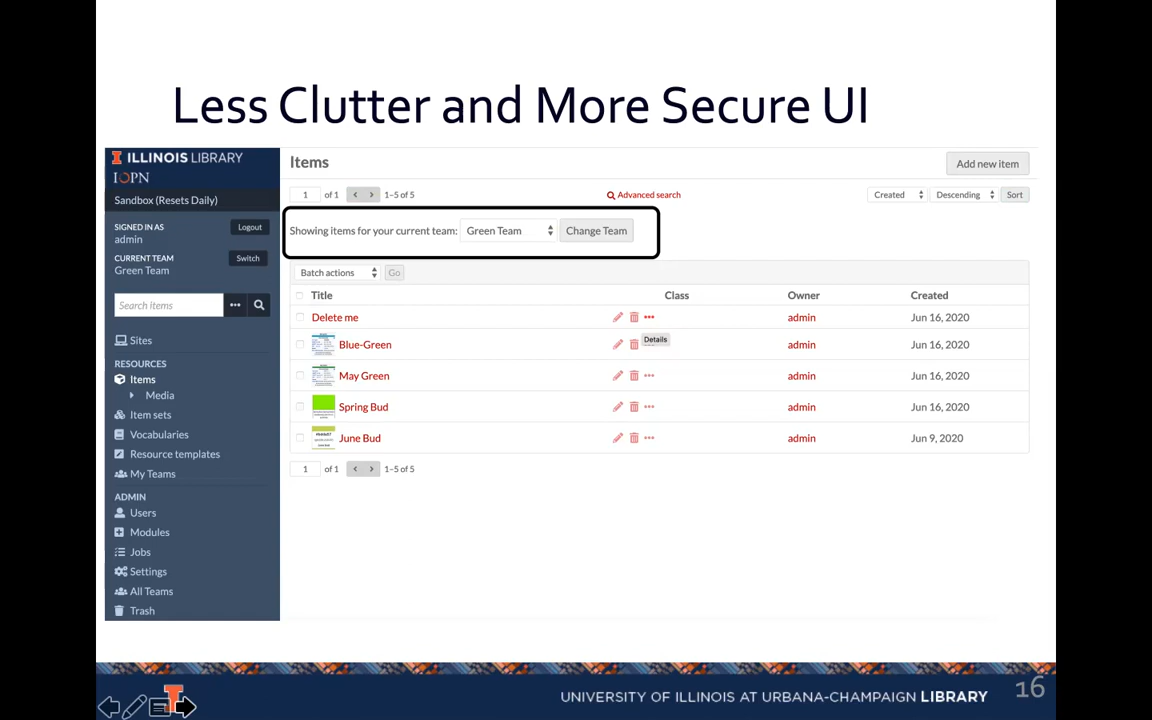 Less Clutter and More Secure UI
ILLINOIS LIBRARY
IOPN
Sandbox (Resets Daily)
SIGNED IN AS
admin
Logout
CURRENT TEAM
Green Team
Switch
Search items
Sites
RESOURCES
Items
Media
Item sets
Vocabularies
Resource templates
My Teams
ADMIN
Users
Modules
Jobs
Settings
All Teams
Trash
Items
Add new item
1 of 1 < > 1–5 of 5
Advanced search
Created Descending Sort
Showing items for your current team: Green Team Change Team
Batch actions Go
Title Class Owner Created
Delete me admin Jun 16, 2020
Details
Blue-Green admin Jun 16, 2020
May Green admin Jun 16, 2020
Spring Bud admin Jun 16, 2020
June Bud admin Jun 9, 2020
1 of 1 < > 1–5 of 5
UNIVERSITY OF ILLINOIS AT URBANA-CHAMPAIGN LIBRARY
16